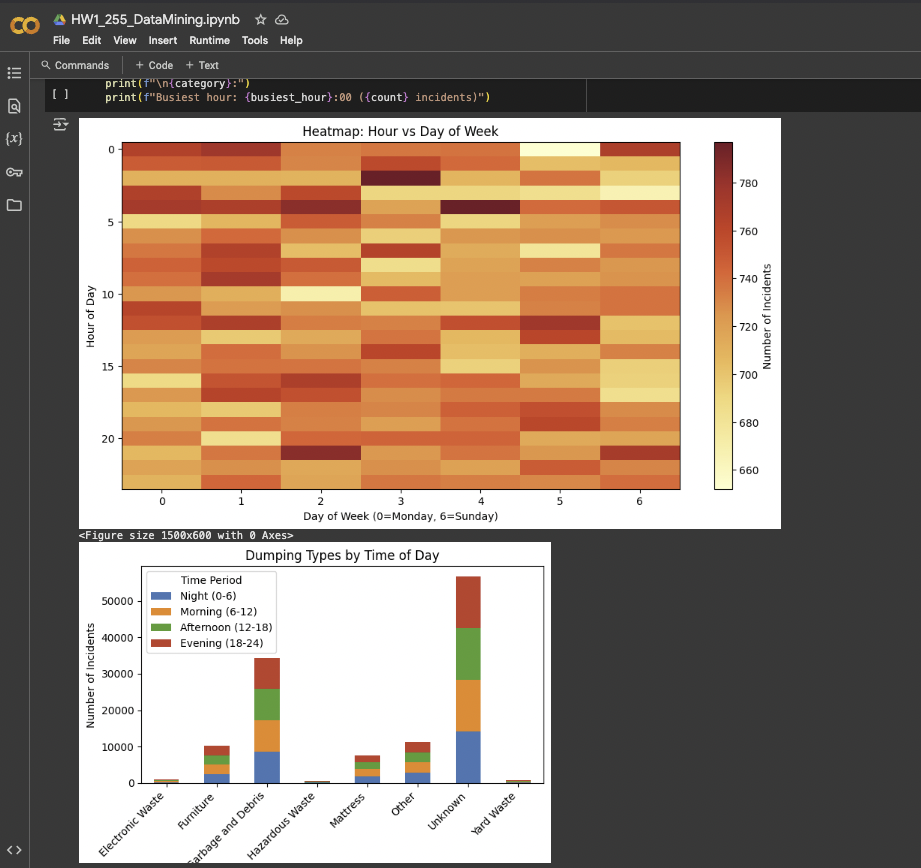 HW1_255_DataMining.ipynb
File Edit View Insert Runtime Tools Help
Commands + Code + Text
print(f"\n{category}:")
[ ] print(f"Busiest hour: {busiest_hour}:00 ({count} incidents)")
{x}
Heatmap: Hour vs Day of Week
Hour of Day
0
5
10
15
20
0 1 2 3 4 5 6
Day of Week (0=Monday, 6=Sunday)
780
760
740
720
700
680
660
Number of Incidents
<Figure size 1500x600 with 0 Axes>
Dumping Types by Time of Day
Time Period
Night (0-6)
Morning (6-12)
Afternoon (12-18)
Evening (18-24)
Number of Incidents
50000
40000
30000
20000
10000
0
Electronic Waste
Furniture
arbage and Debris
Hazardous Waste
Mattress
Other
Unknown
Yard Waste
<>